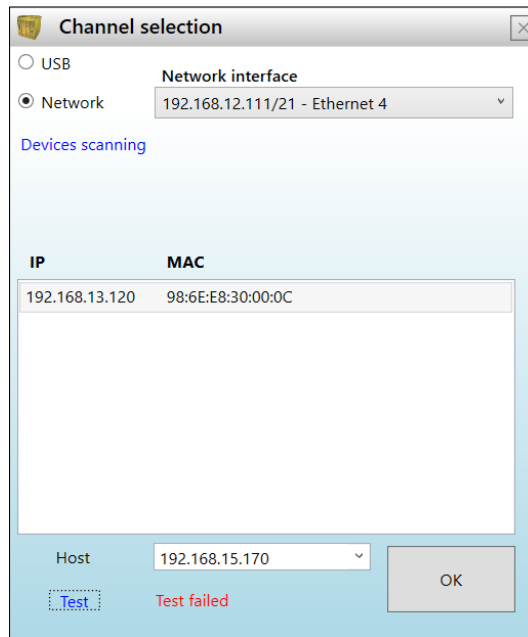 Channel selection
USB
Network interface
Network
192.168.12.111/21 - Ethernet 4
Devices scanning
IP MAC
192.168.13.120 98:6E:E8:30:00:0C
Host 192.168.15.170
OK
Test Test failed